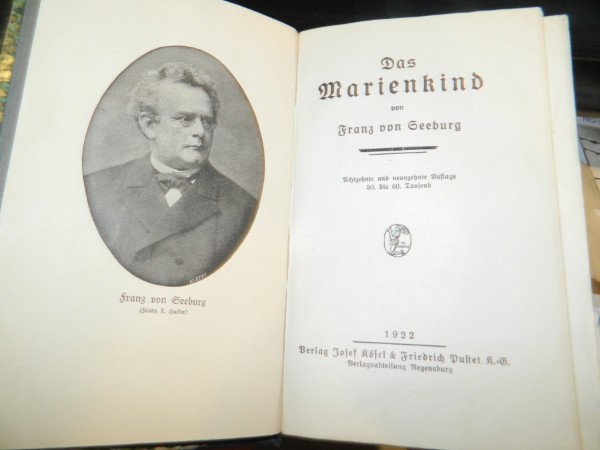 Franz von Seeburg
(Franz X. Hacker)
Das
Marienkind
von
Franz von Seeburg
Achtzehnte und neunzehnte Auflage
50. bis 60. Tausend
1922
Verlag Josef Kösel & Friedrich Pustet K.-G.
Verlagsabteilung Regensburg